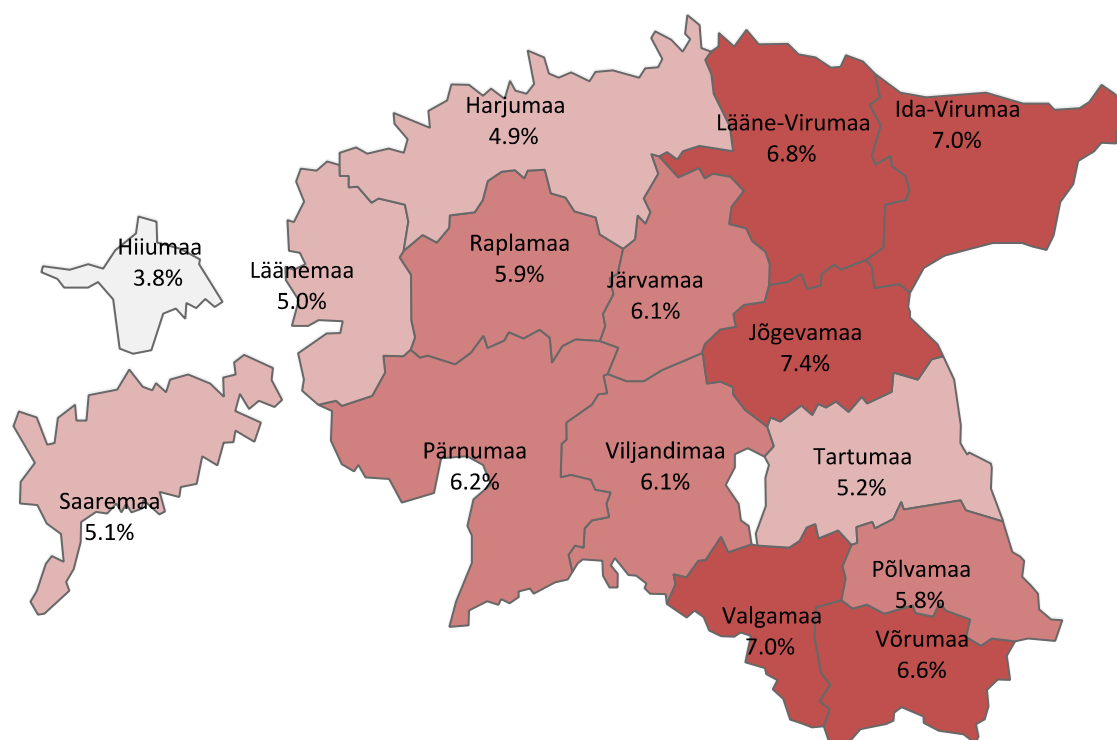 Harjumaa
4.9%
Lääne-Virumaa
6.8%
Ida-Virumaa
7.0%
Hiiumaa
3.8%
Läänemaa
5.0%
Raplamaa
5.9%
Järvamaa
6.1%
Jõgevamaa
7.4%
Saaremaa
5.1%
Pärnumaa
6.2%
Viljandimaa
6.1%
Tartumaa
5.2%
Põlvamaa
5.8%
Valgamaa
7.0%
Võrumaa
6.6%